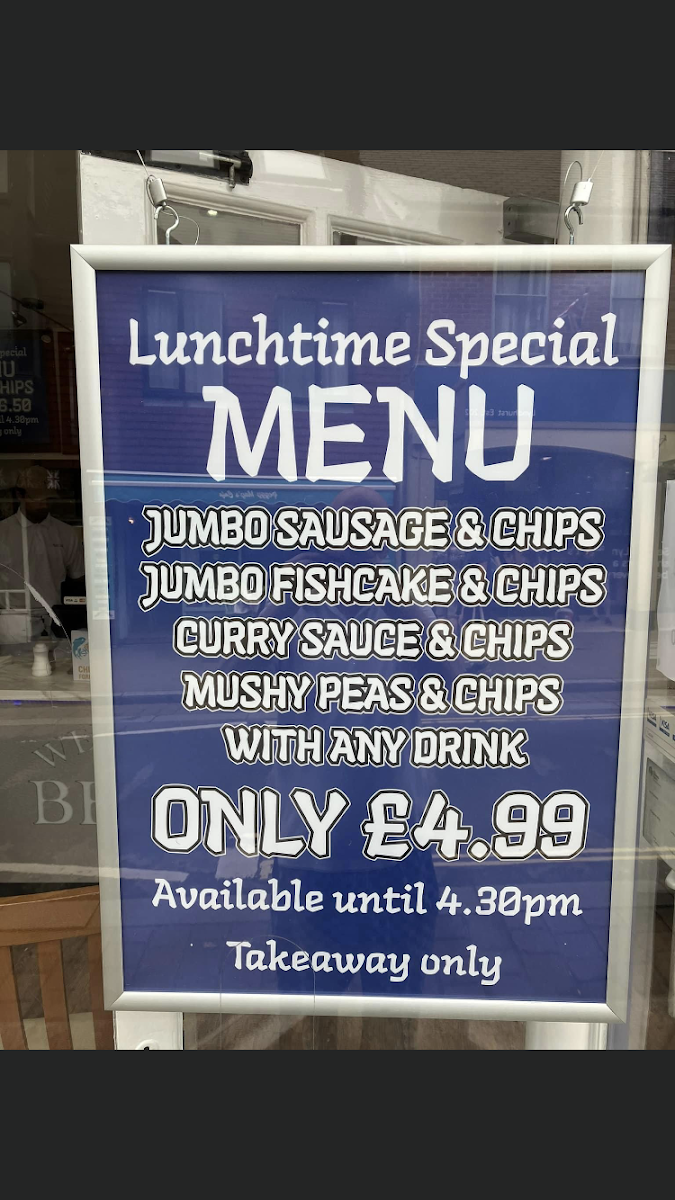 Lunchtime Special
MENU
JUMBO SAUSAGE & CHIPS
JUMBO FISHCAKE & CHIPS
CURRY SAUCE & CHIPS
MUSHY PEAS & CHIPS
WITH ANY DRINK
ONLY £4.99
Available until 4.30pm
Takeaway only